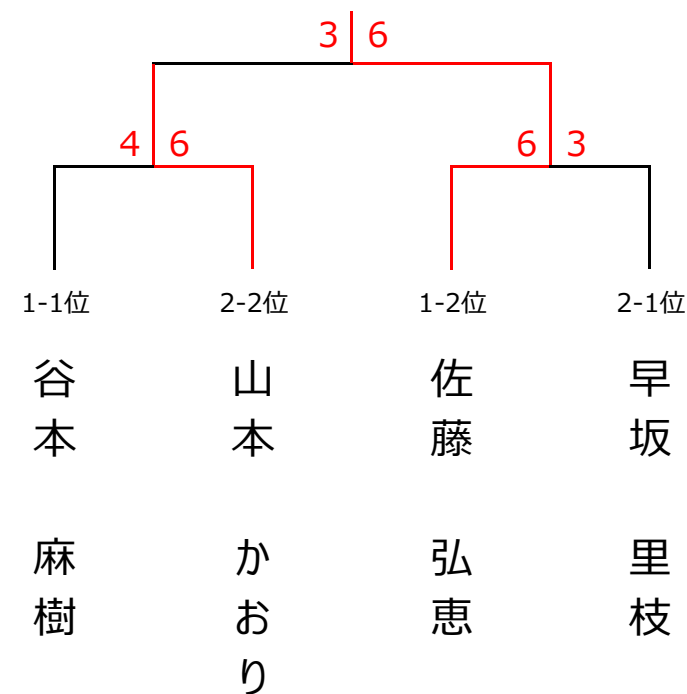 3 6
4 6
6 3
1-1位
2-2位
1-2位
2-1位
谷本 麻樹
山本 かおり
佐藤 弘恵
早坂 里枝